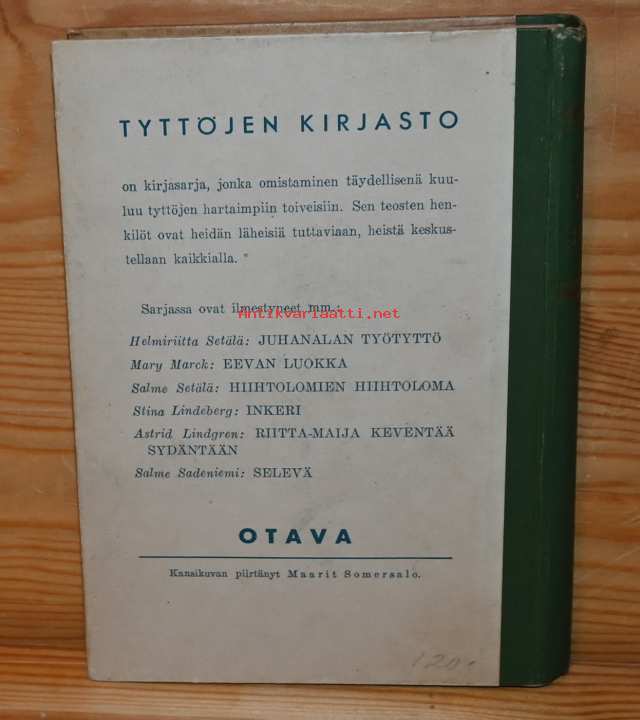 TYTTÖJEN KIRJASTO
on kirjasarja, jonka omistaminen täydellisenä kuu-
luu tyttöjen hartaimpiin toiveisiin. Sen teosten hen-
kilöt ovat heidän läheisiä tuttaviaan, heistä keskus-
tellaan kaikkialla.
Sarjassa ovat ilmestyneet mm.:
Antikvariaatti.net
Helmiriitta Setälä: JUHANALAN TYÖTYTTÖ
Mary Marck: EEVAN LUOKKA
Salme Setälä: HIIHTOLOMIEN HIIHTOLOMA
Stina Lindeberg: INKERI
Astrid Lindgren: RIITTA-MAIJA KEVENTÄÄ
SYDÄNTÄÄN
Salme Sadeniemi: SELEVÄ
OTAVA
Kansikuvan piirtänyt Maarit Somersalo.